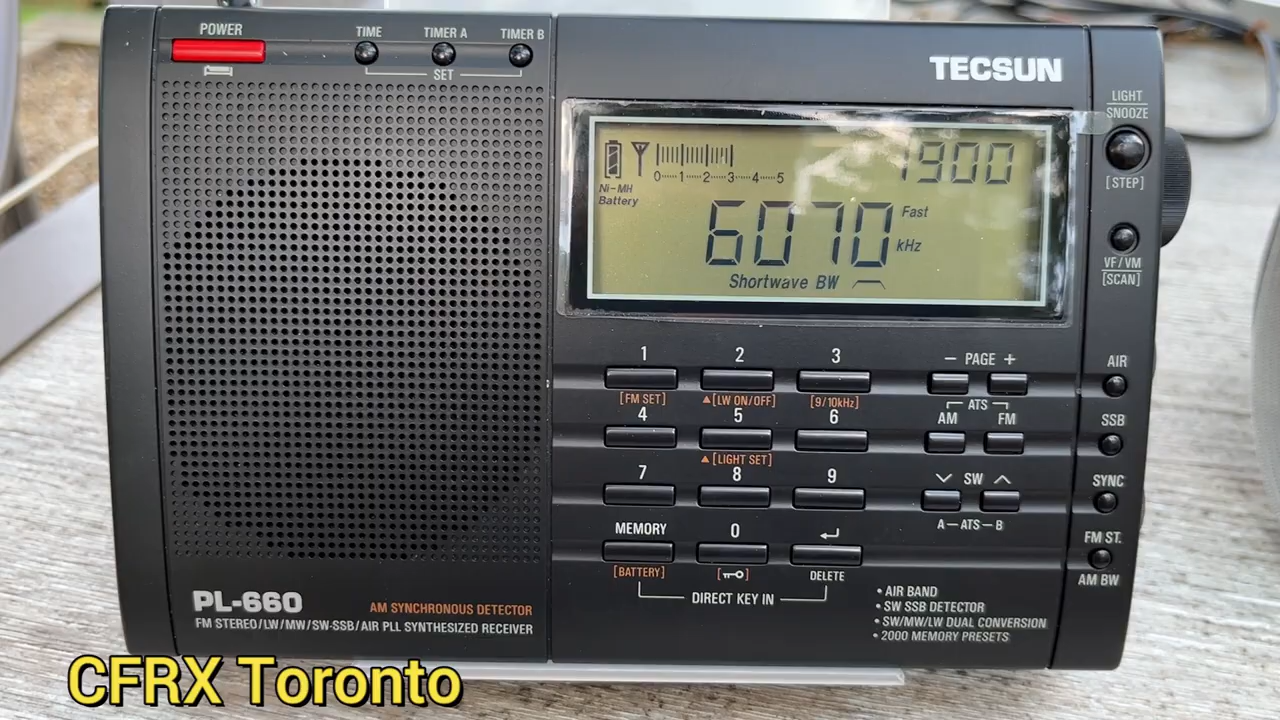 POWER
TIME TIMER A TIMER B
SET
TECSUN
LIGHT
SNOOZE
[STEP]
0 1 2 3 4 5
1900
Ni-MH
Battery
6070 Fast
kHz
Shortwave BW
VF/VM
[SCAN]
1 2 3 - PAGE +
[FM SET] ▲[LW ON/OFF] [9/10kHz]
ATS
AM FM
AIR
4 5 6
▲[LIGHT SET]
SSB
7 8 9 SW
SYNC
A-ATS-B
MEMORY 0
[BATTERY] DELETE
DIRECT KEY IN
FM ST.
AM BW
PL-660 AM SYNCHRONOUS DETECTOR
FM STEREO/LW/MW/SW-SSB/AIR PLL SYNTHESIZED RECEIVER
• AIR BAND
• SW SSB DETECTOR
• SW/MW/LW DUAL CONVERSION
• 2000 MEMORY PRESETS
CFRX Toronto